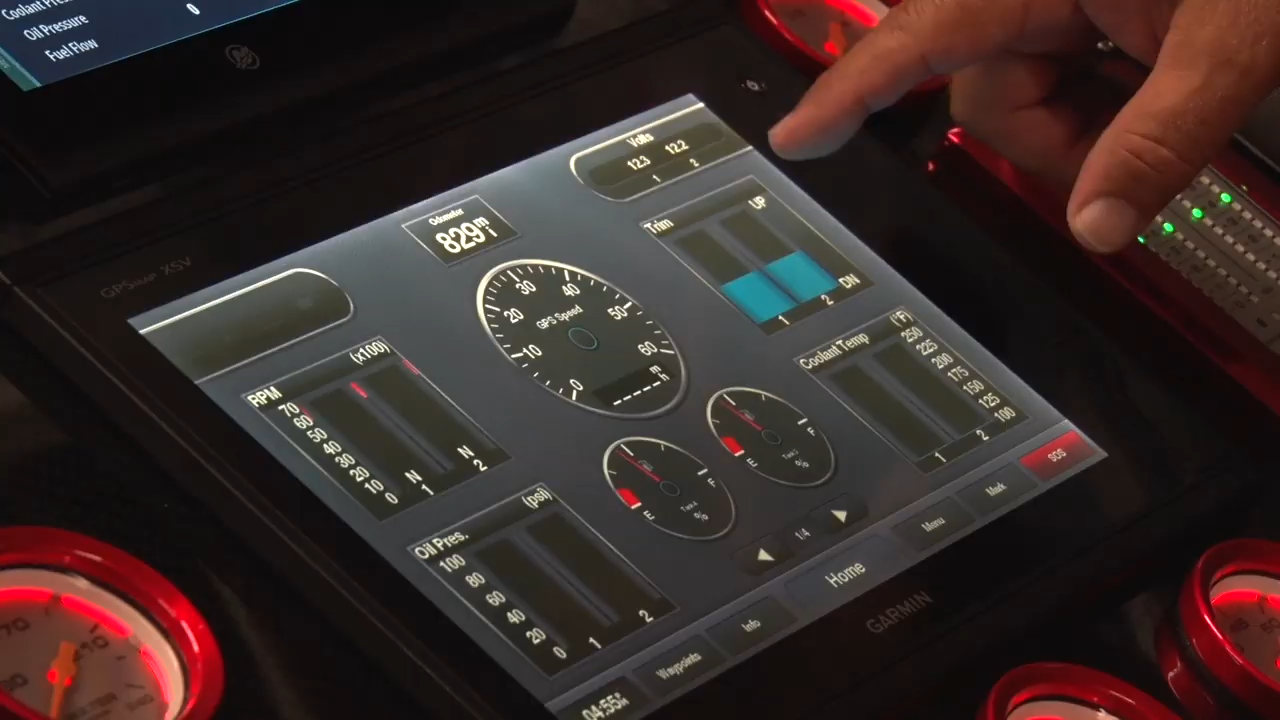 Coolant Pres
Oil Pressure
0
Fuel Flow
GPSMAP XSV
Volts
12.3 12.2
1 2
Odometer
829 mi
Trim
UP
DN
1 2
GPS Speed
0 10 20 30 40 50 60
mh
RPM (x100)
70
60
50
40
30
20
10
0
N N
1 2
Coolant Temp (°F)
250
225
200
175
150
125
100
1 2
E F
%
E F
%
Oil Pres. (psi)
100
80
60
40
20
0
1 2
1/4
SOS
Mark
Menu
Home
Info
Waypoints
GARMIN